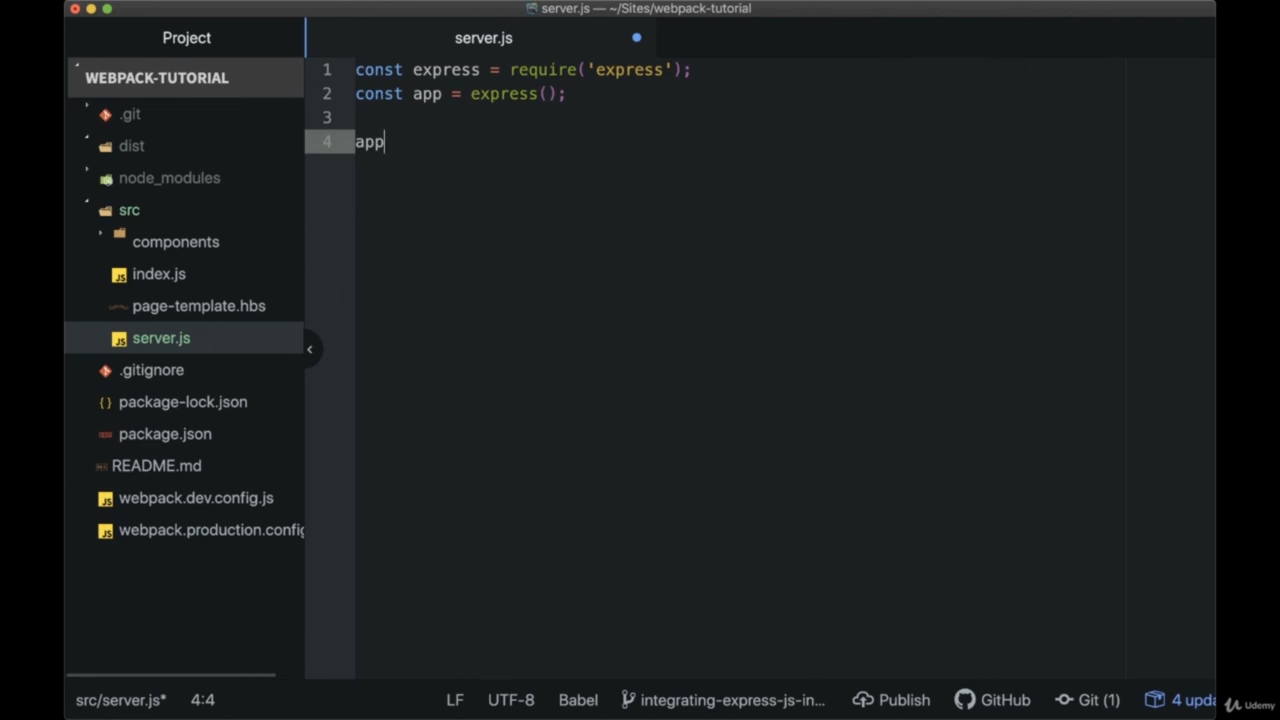 server.js — ~/Sites/webpack-tutorial
Project
server.js
WEBPACK-TUTORIAL
.git
dist
node_modules
src
components
index.js
page-template.hbs
server.js
.gitignore
package-lock.json
package.json
README.md
webpack.dev.config.js
webpack.production.config
1 const express = require('express');
2 const app = express();
3
4 app
src/server.js* 4:4 LF UTF-8 Babel integrating-express-js-in... Publish GitHub Git (1) 4 upda
Udemy